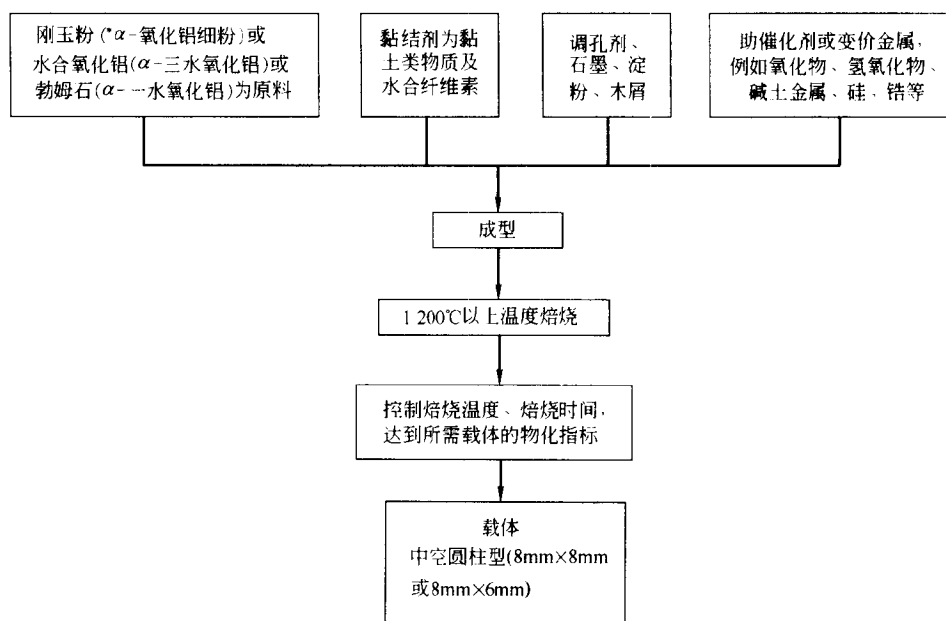 刚玉粉(*α-氧化铝细粉)或
水合氧化铝(α-三水氧化铝)或
勃姆石(α-一水氧化铝)为原料
黏结剂为黏
土类物质及
水合纤维素
调孔剂、
石墨、淀
粉、木屑
助催化剂或变价金属,
例如氧化物、氢氧化物、
碱土金属、硅、锆等
成型
1 200℃以上温度焙烧
控制焙烧温度、焙烧时间,
达到所需载体的物化指标
载体
中空圆柱型(8mm×8mm
或8mm×6mm)